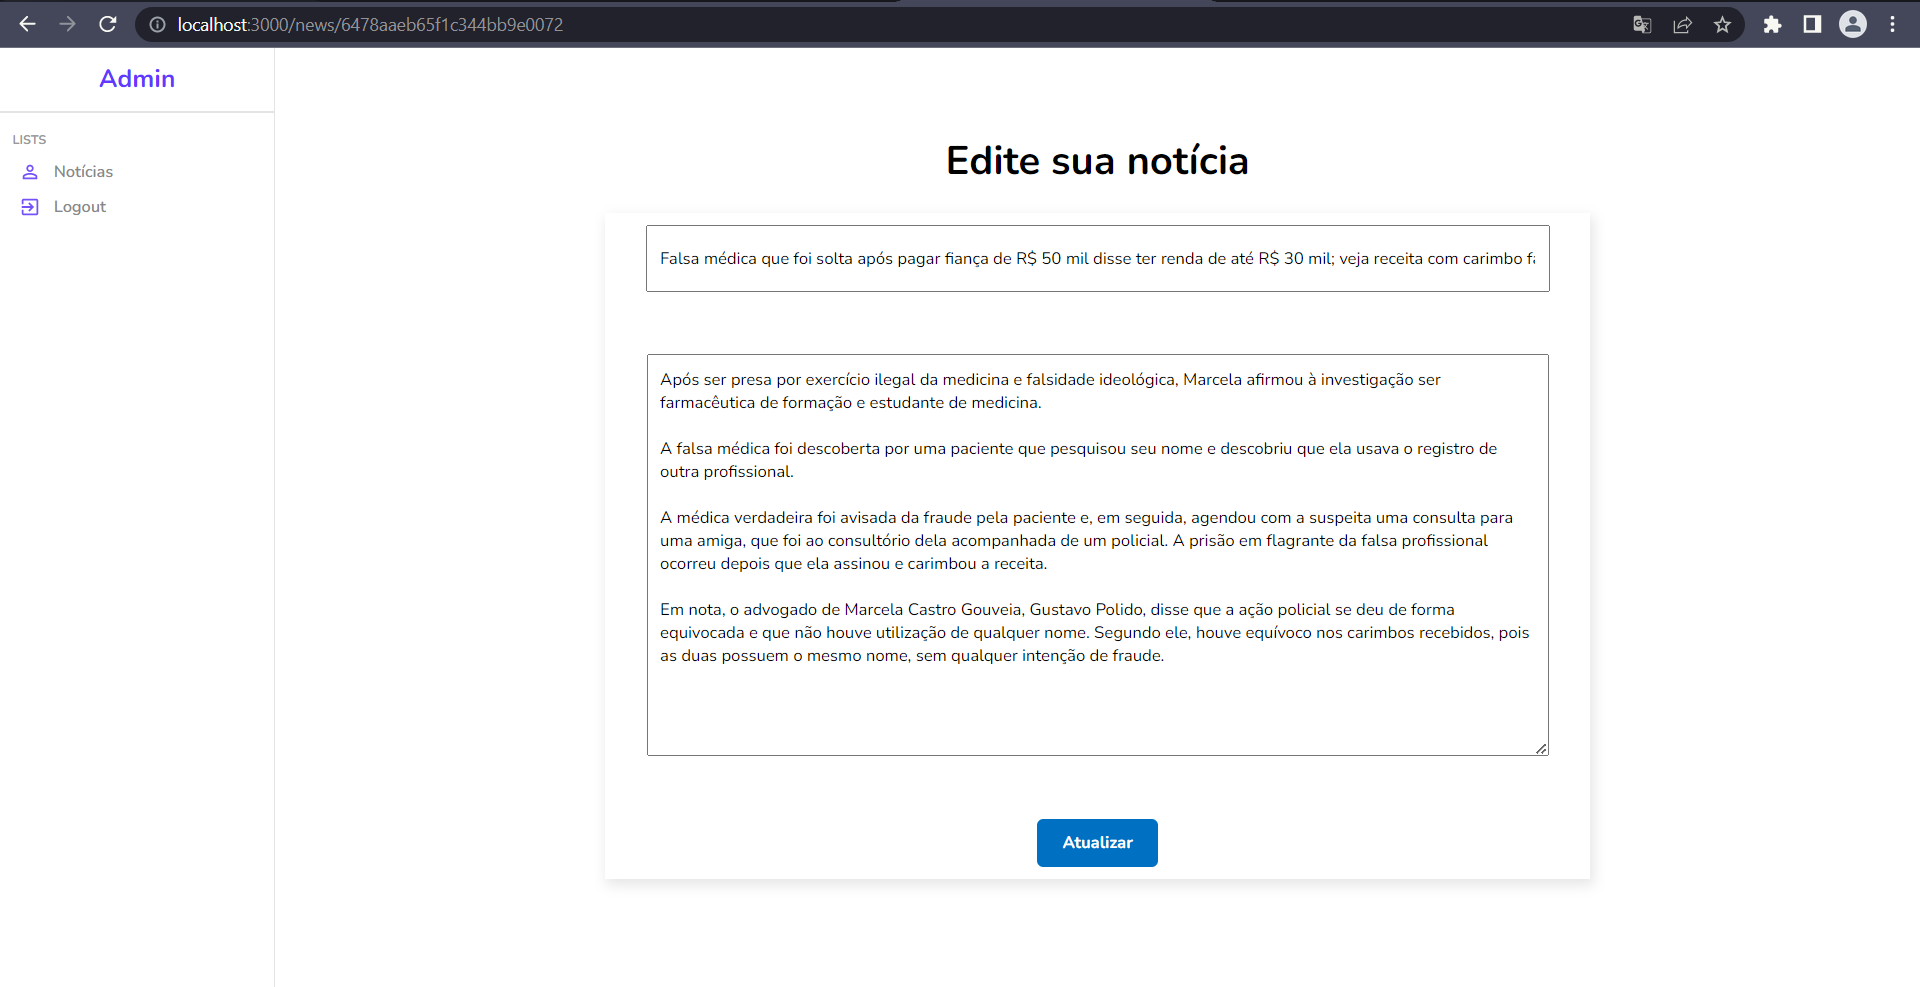 localhost:3000/news/6478aaeb65f1c344bb9e0072
Admin
LISTS
Notícias
Logout
Edite sua notícia
Falsa médica que foi solta após pagar fiança de R$ 50 mil disse ter renda de até R$ 30 mil; veja receita com carimbo
Após ser presa por exercício ilegal da medicina e falsidade ideológica, Marcela afirmou à investigação ser
farmacêutica de formação e estudante de medicina.
A falsa médica foi descoberta por uma paciente que pesquisou seu nome e descobriu que ela usava o registro de
outra profissional.
A médica verdadeira foi avisada da fraude pela paciente e, em seguida, agendou com a suspeita uma consulta para
uma amiga, que foi ao consultório dela acompanhada de um policial. A prisão em flagrante da falsa profissional
ocorreu depois que ela assinou e carimbou a receita.
Em nota, o advogado de Marcela Castro Gouveia, Gustavo Polido, disse que a ação policial se deu de forma
equivocada e que não houve utilização de qualquer nome. Segundo ele, houve equívoco nos carimbos recebidos, pois
as duas possuem o mesmo nome, sem qualquer intenção de fraude.
Atualizar